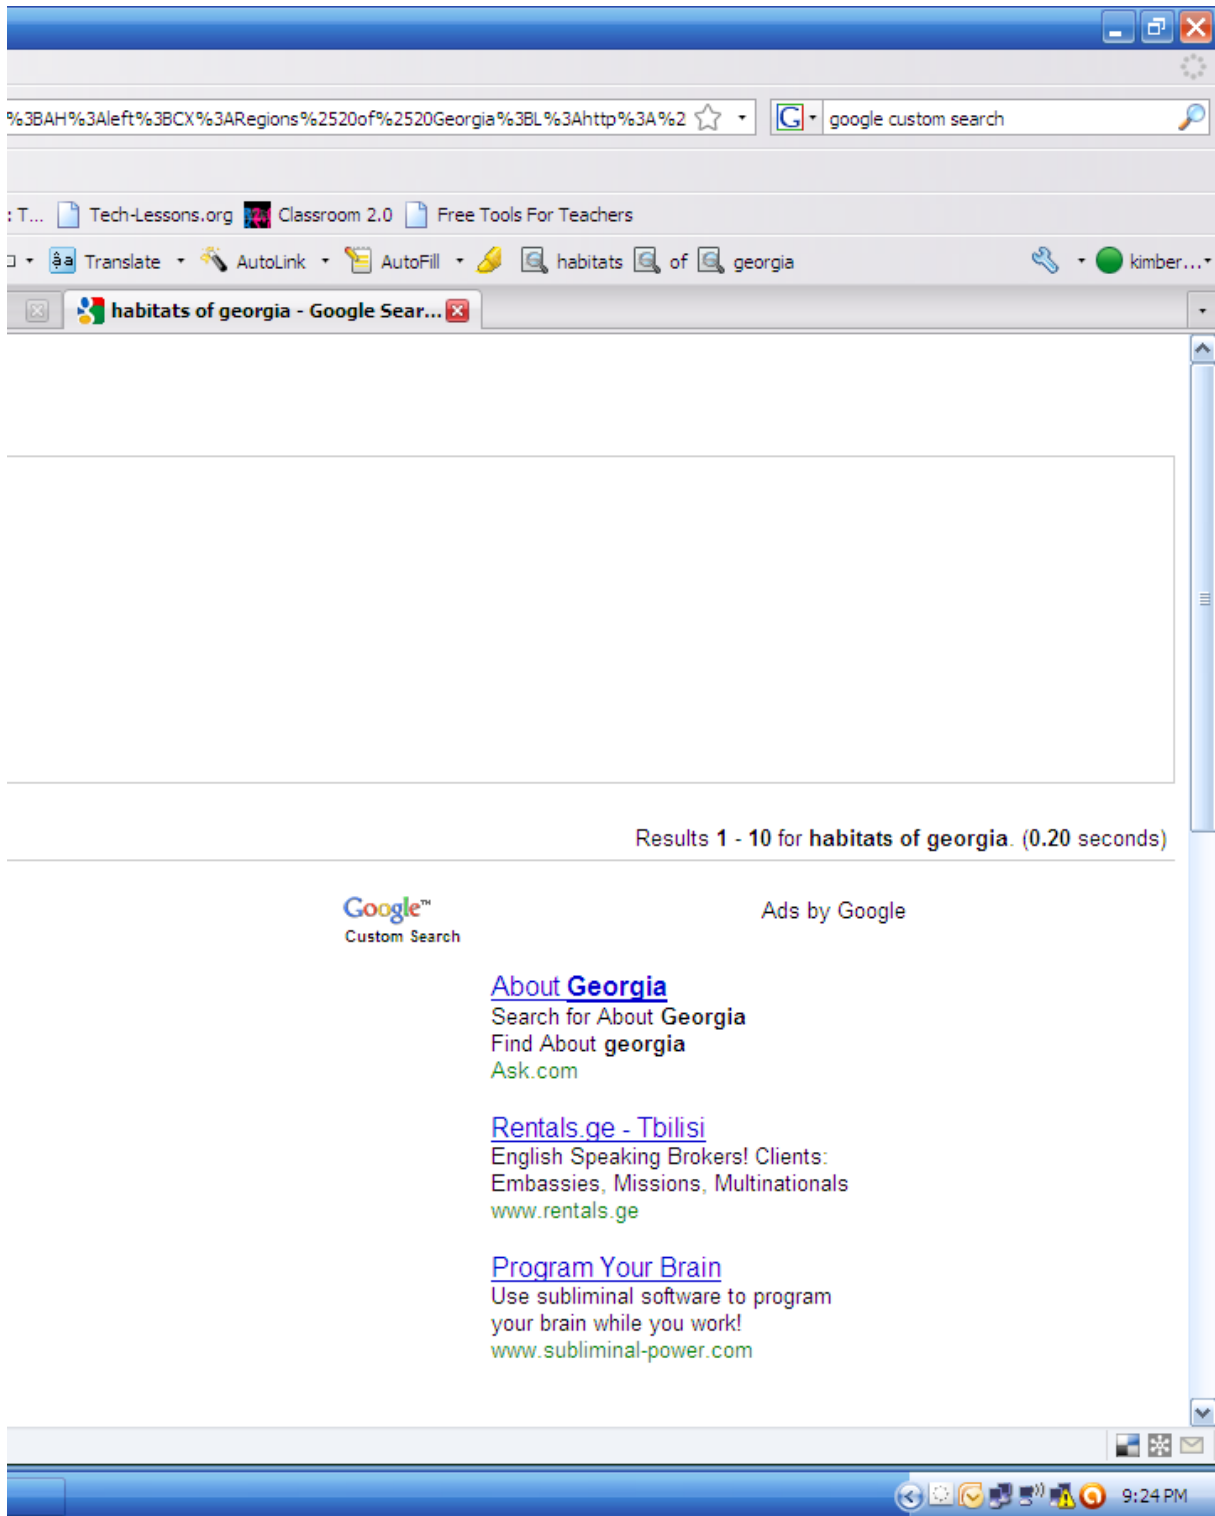 %3BAH%3Aleft%3BCX%3ARegions%2520of%2520Georgia%3BL%3Ahttp%3A%2
google custom search
: T... Tech-Lessons.org Classroom 2.0 Free Tools For Teachers
Translate AutoLink AutoFill habitats of georgia kimber...
habitats of georgia - Google Sear...
Results 1 - 10 for habitats of georgia. (0.20 seconds)
Google™ Ads by Google
Custom Search
About Georgia
Search for About Georgia
Find About georgia
Ask.com
Rentals.ge - Tbilisi
English Speaking Brokers! Clients:
Embassies, Missions, Multinationals
www.rentals.ge
Program Your Brain
Use subliminal software to program
your brain while you work!
www.subliminal-power.com
9:24 PM